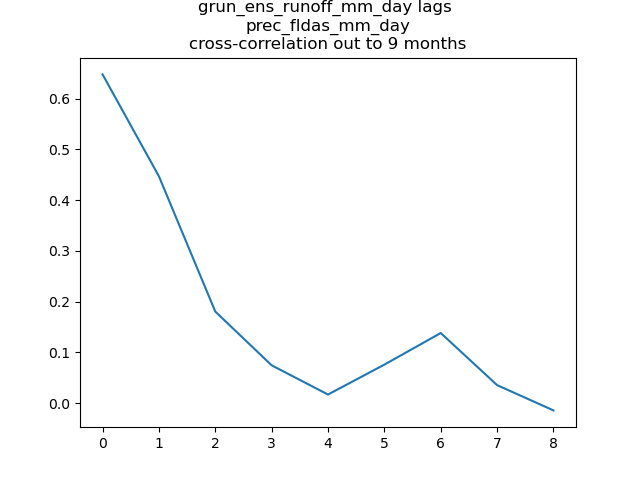 grun_ens_runoff_mm_day lags
prec_fldas_mm_day
cross-correlation out to 9 months
0.6
0.5
0.4
0.3
0.2
0.1
0.0
0 1 2 3 4 5 6 7 8